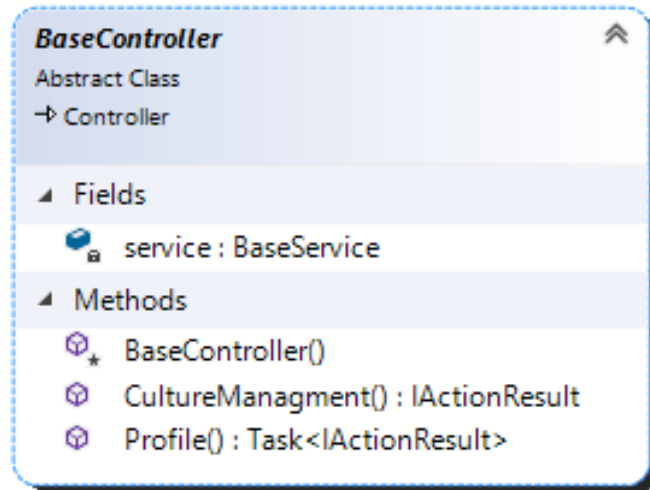 BaseController
Abstract Class
Controller
Fields
service : BaseService
Methods
BaseController()
CultureManagment() : IActionResult
Profile() : Task<IActionResult>